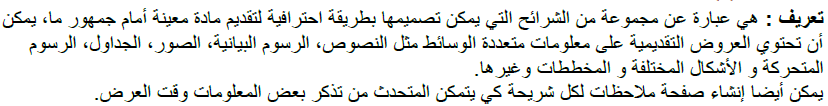 تعريف : هي عبارة عن مجموعة من الشرائح التي يمكن تصميمها بطريقة احترافية لتقديم مادة معينة أمام جمهور ما، يمكن
أن تحتوي العروض التقديمية على معلومات متعددة الوسائط مثل النصوص، الرسوم البيانية، الصور، الجداول، الرسوم
المتحركة و الأشكال المختلفة و المخططات وغيرها.
يمكن أيضا إنشاء صفحة ملاحظات لكل شريحة كي يتمكن المتحدث من تذكر بعض المعلومات وقت العرض.